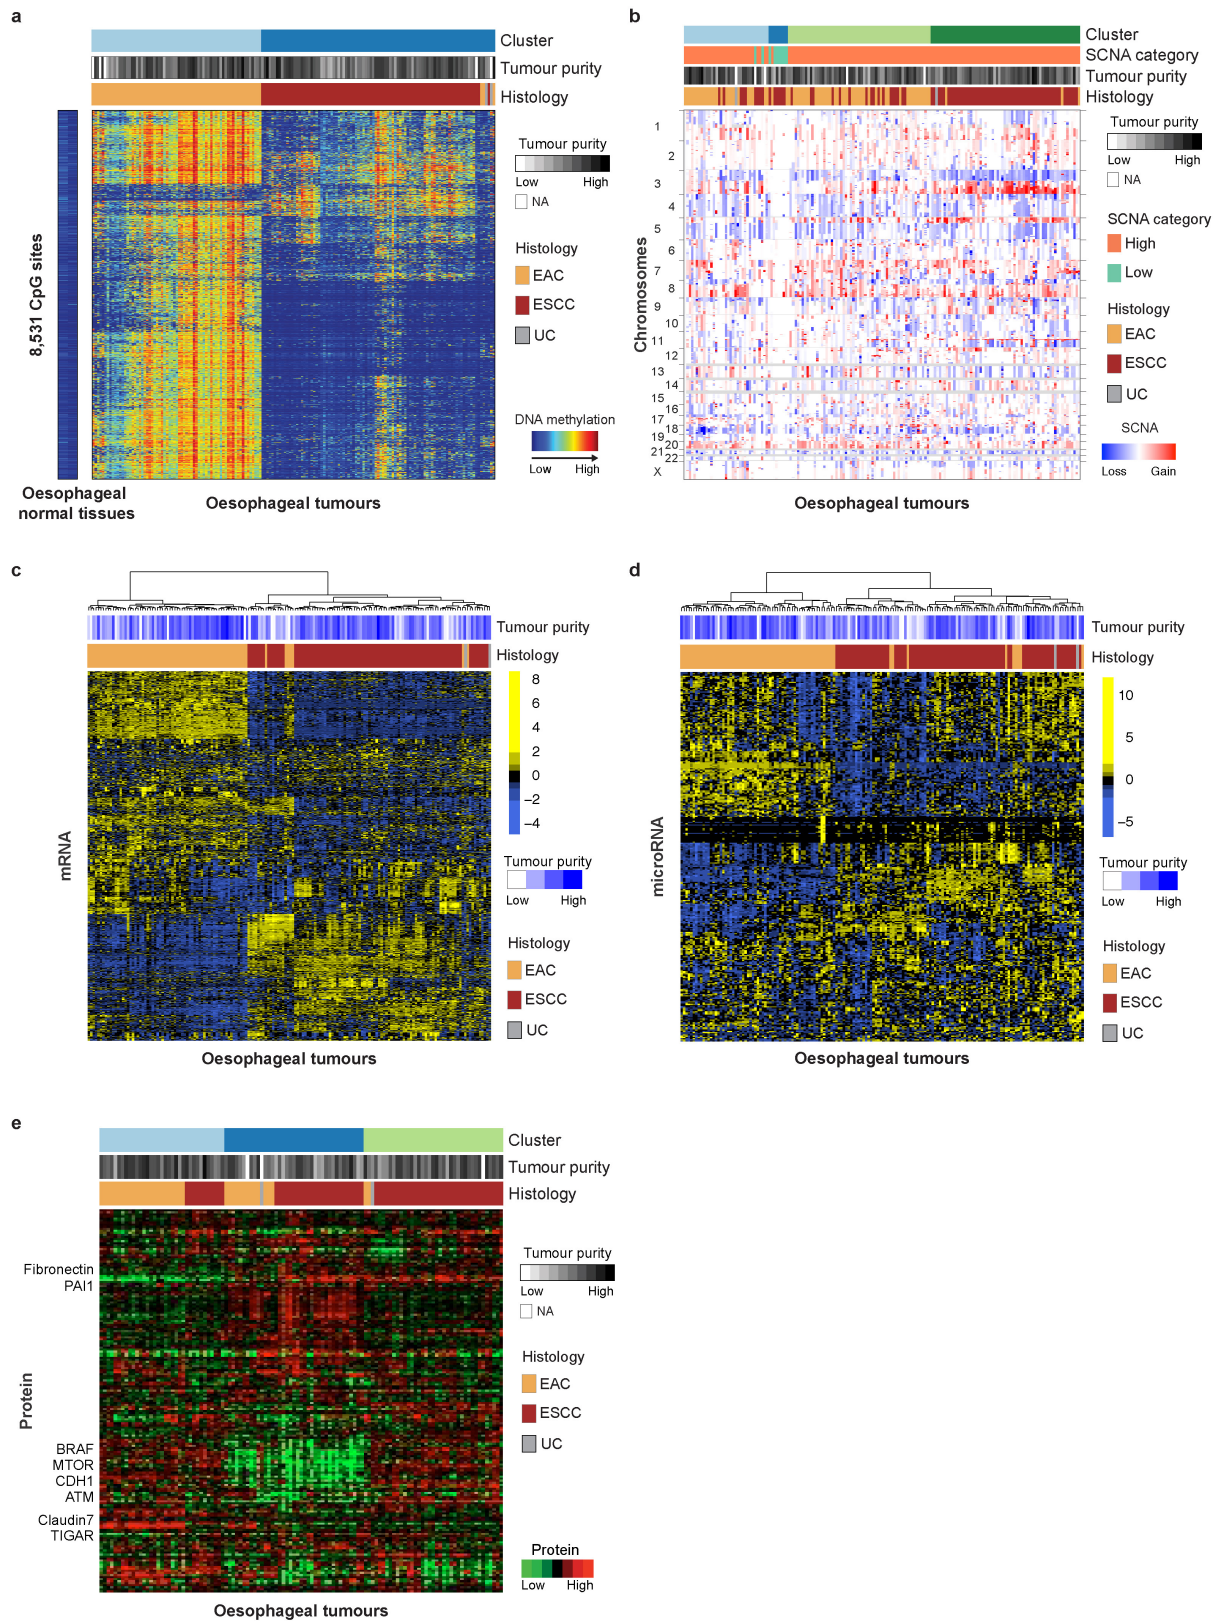 a
Cluster
Tumour purity
Histology
8,531 CpG sites
Tumour purity
Low High
NA
Histology
EAC
ESCC
UC
DNA methylation
Low High
Oesophageal
normal tissues
Oesophageal tumours
b
Cluster
SCNA category
Tumour purity
Histology
Chromosomes
1
2
3
4
5
6
7
8
9
10
11
12
13
14
15
16
17
18
19
20
21
22
X
Tumour purity
Low High
NA
SCNA category
High
Low
Histology
EAC
ESCC
UC
SCNA
Loss Gain
Oesophageal tumours
c
Tumour purity
Histology
mRNA
8
6
4
2
0
−2
−4
Tumour purity
Low High
Histology
EAC
ESCC
UC
Oesophageal tumours
d
Tumour purity
Histology
microRNA
10
5
0
−5
Tumour purity
Low High
Histology
EAC
ESCC
UC
Oesophageal tumours
e
Cluster
Tumour purity
Histology
Protein
Fibronectin
PAI1
BRAF
MTOR
CDH1
ATM
Claudin7
TIGAR
Tumour purity
Low High
NA
Histology
EAC
ESCC
UC
Protein
Low High
Oesophageal tumours